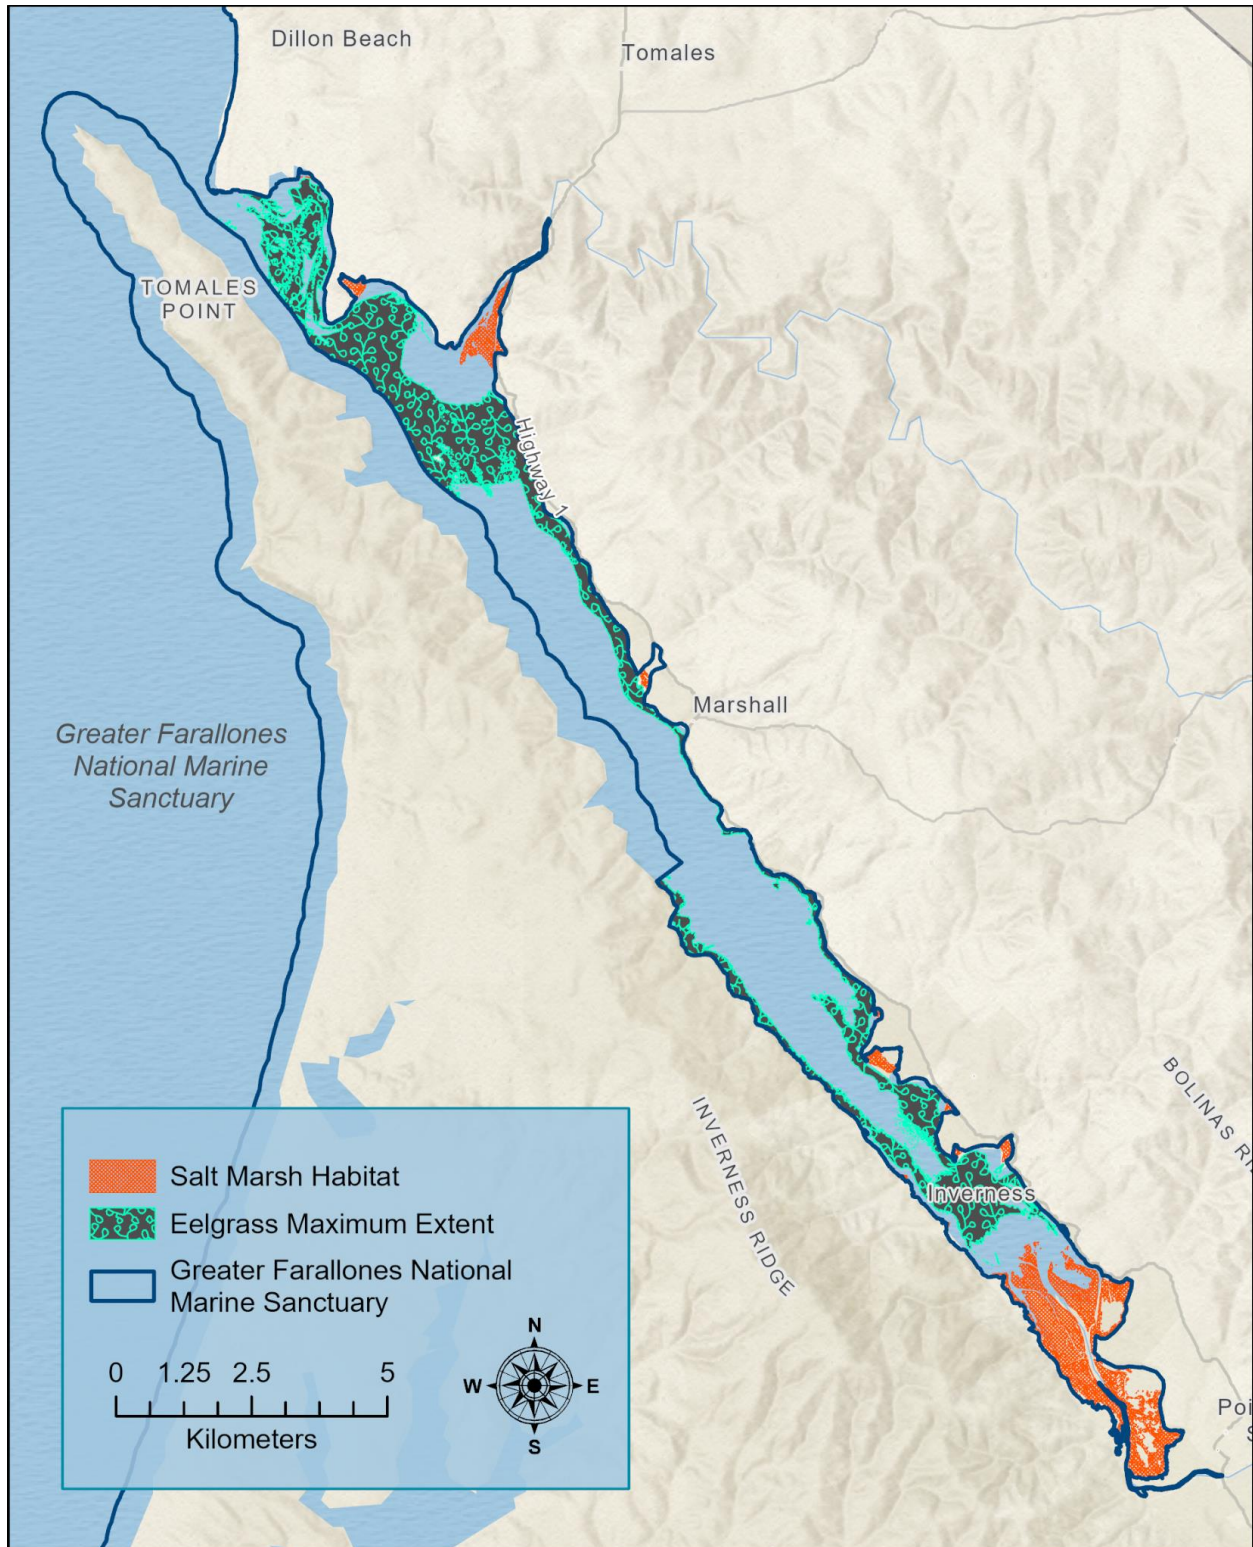 Dillon Beach
Tomales
TOMALES
POINT
Highway 1
Marshall
Greater Farallones
National Marine
Sanctuary
BOLINAS
INVERNESS RIDGE
Inverness
Salt Marsh Habitat
Eelgrass Maximum Extent
Greater Farallones National
Marine Sanctuary
N
W
E
S
0 1.25 2.5 5
Kilometers
Poi
S